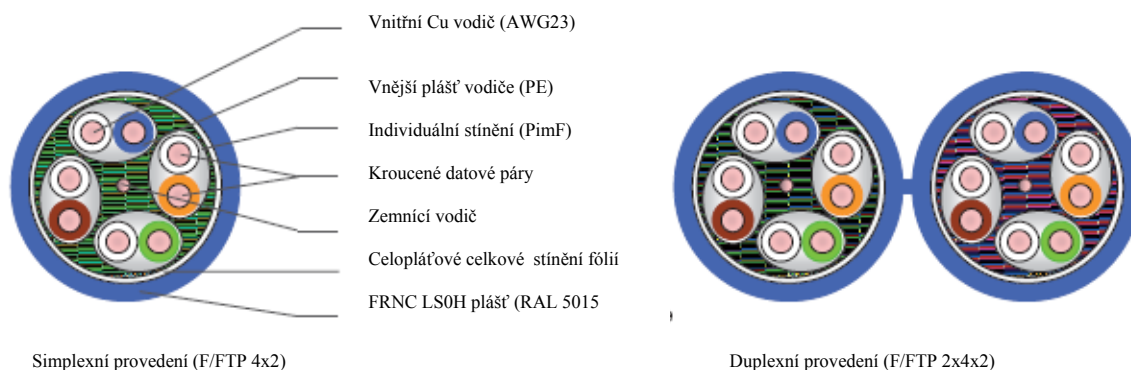 Vnitřní Cu vodič (AWG23)
Vnější plášť vodiče (PE)
Individuální stínění (PimF)
Kroucené datové páry
Zemnící vodič
Celoplášťové celkové stínění fólií
FRNC LS0H plášť (RAL 5015
)
Simplexní provedení (F/FTP 4x2)
Duplexní provedení (F/FTP 2x4x2)